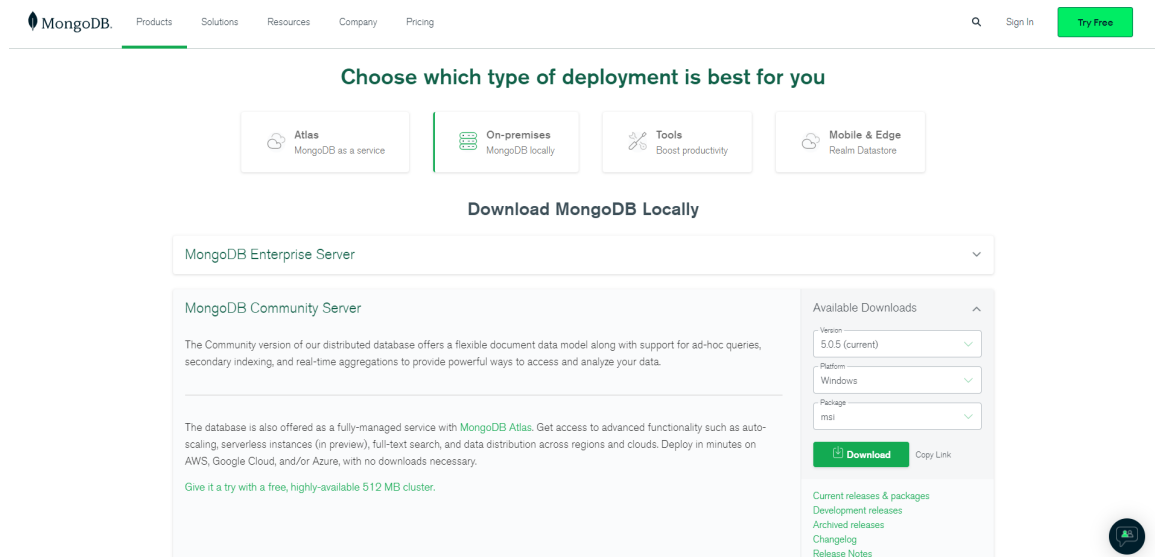 MongoDB.
Products
Solutions
Resources
Company
Pricing
Sign In
Try Free
Choose which type of deployment is best for you
Atlas
MongoDB as a service
On-premises
MongoDB locally
Tools
Boost productivity
Mobile & Edge
Realm Datastore
Download MongoDB Locally
MongoDB Enterprise Server
MongoDB Community Server
The Community version of our distributed database offers a flexible document data model along with support for ad-hoc queries,
secondary indexing, and real-time aggregations to provide powerful ways to access and analyze your data.
The database is also offered as a fully-managed service with MongoDB Atlas. Get access to advanced functionality such as auto-
scaling, serverless instances (in preview), full-text search, and data distribution across regions and clouds. Deploy in minutes on
AWS, Google Cloud, and/or Azure, with no downloads necessary.
Give it a try with a free, highly-available 512 MB cluster.
Available Downloads
Version
5.0.5 (current)
Platform
Windows
Package
msi
Download
Copy Link
Current releases & packages
Development releases
Archived releases
Changelog
Release Notes